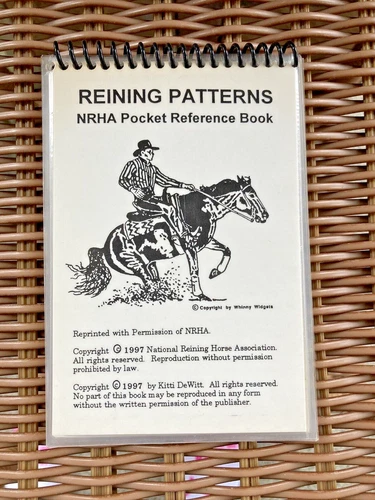 REINING PATTERNS
NRHA Pocket Reference Book
© Copyright by Whinny Widgets
Reprinted with Permission of NRHA.
Copyright © 1997 National Reining Horse Association.
All rights reserved. Reproduction without permission
prohibited by law.
Copyright © 1997 by Kitti DeWitt. All rights reserved.
No part of this book may be reproduced in any form
without the written permission of the publisher.